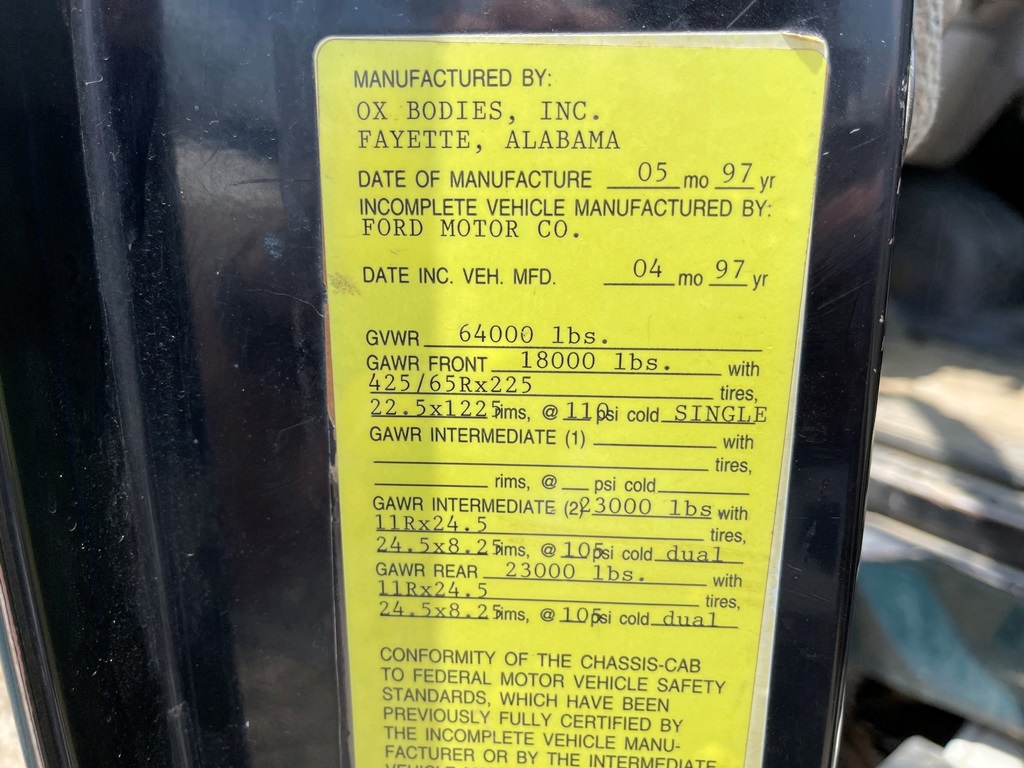 MANUFACTURED BY:
OX BODIES, INC.
FAYETTE, ALABAMA
DATE OF MANUFACTURE 05 mo 97 yr
INCOMPLETE VEHICLE MANUFACTURED BY:
FORD MOTOR CO.
DATE INC. VEH. MFD. 04 mo 97 yr
GVWR 64000 lbs.
GAWR FRONT 18000 lbs. with
425/65Rx225 tires,
22.5x1225 rims, @ 110 psi cold SINGLE
GAWR INTERMEDIATE (1) with
tires,
rims, @ psi cold
GAWR INTERMEDIATE (2) 23000 lbs with
11Rx24.5 tires,
24.5x8.25 rims, @ 105 psi cold dual
GAWR REAR 23000 lbs. with
11Rx24.5 tires,
24.5x8.25 rims, @ 105 psi cold dual
CONFORMITY OF THE CHASSIS-CAB
TO FEDERAL MOTOR VEHICLE SAFETY
STANDARDS, WHICH HAVE BEEN
PREVIOUSLY FULLY CERTIFIED BY
THE INCOMPLETE VEHICLE MANU-
FACTURER OR BY THE INTERMEDIATE